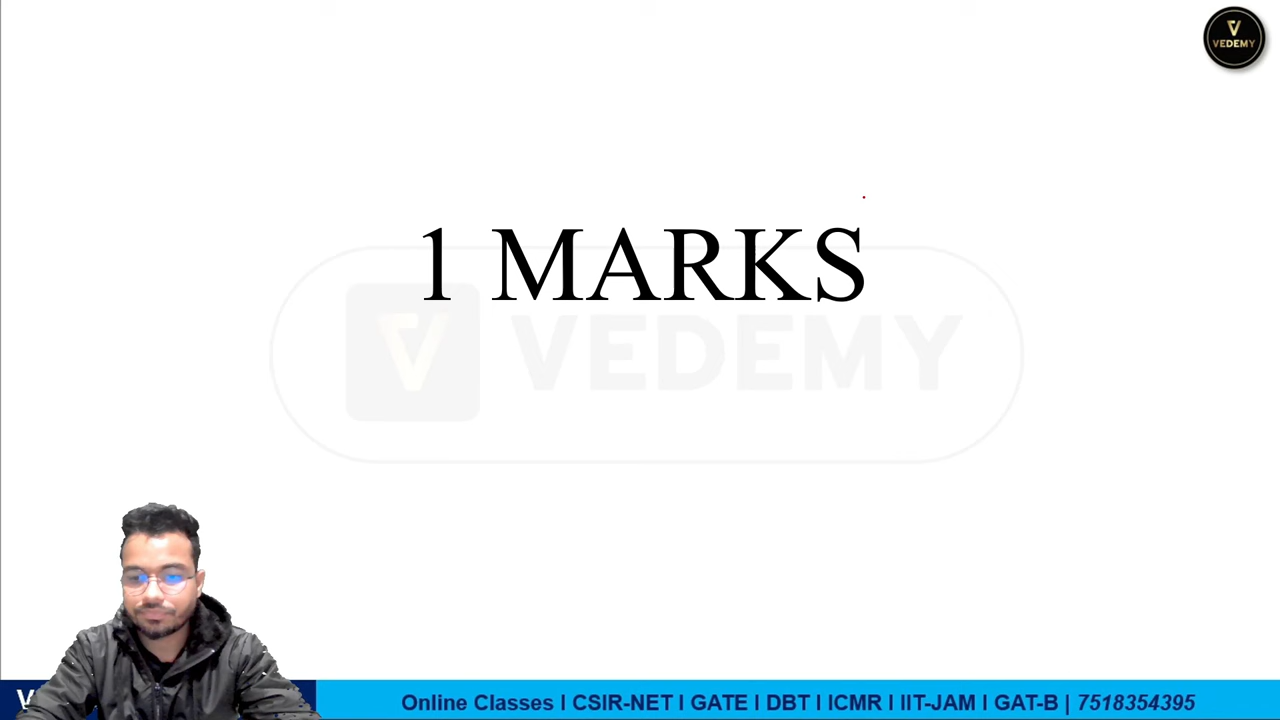 VEDEMY
1 MARKS
VEDEMY
Online Classes I CSIR-NET I GATE I DBT I ICMR I IIT-JAM I GAT-B | 7518354395